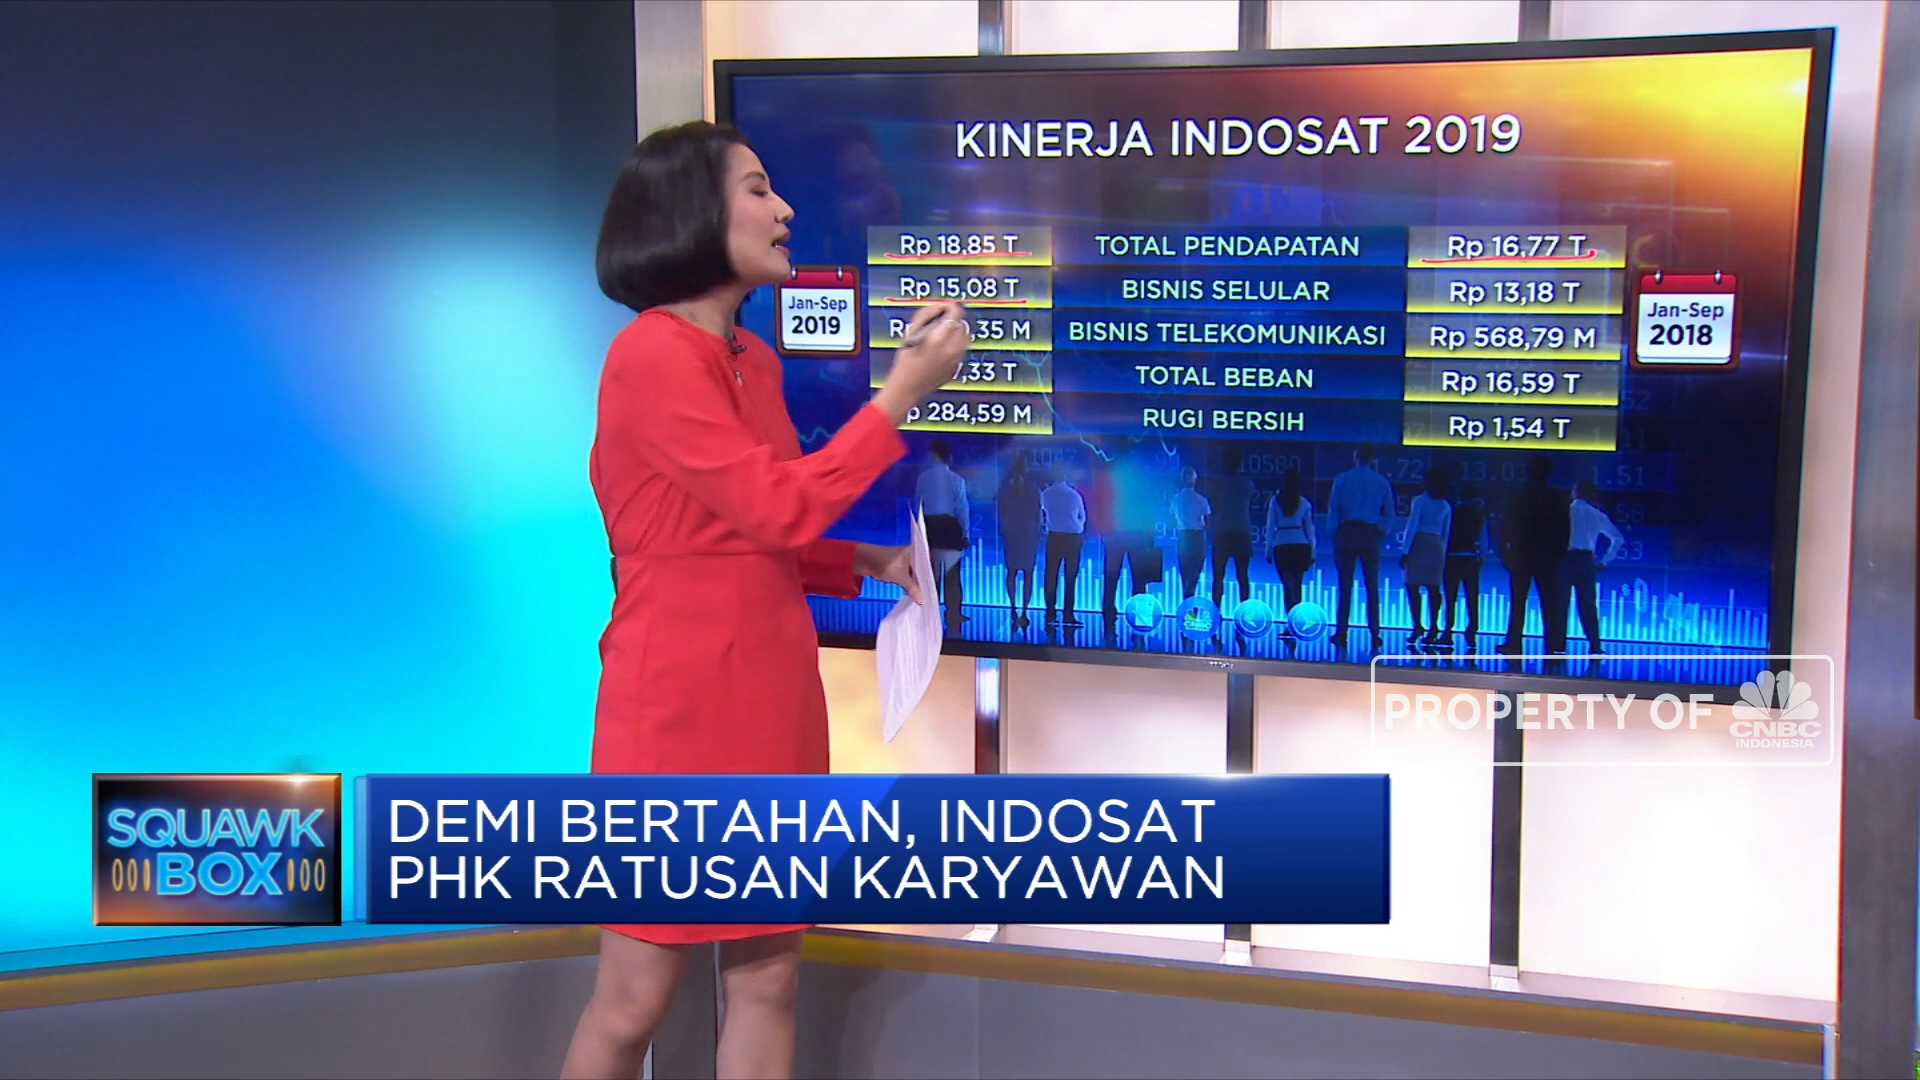 KINERJA INDOSAT 2019
Rp 18,85 T TOTAL PENDAPATAN Rp 16,77 T
Rp 15,08 T BISNIS SELULAR Rp 13,18 T
,35 M BISNIS TELEKOMUNIKASI Rp 568,79 M
,33 T TOTAL BEBAN Rp 16,59 T
284,59 M RUGI BERSIH Rp 1,54 T
Jan-Sep
2019
Jan-Sep
2018
PROPERTY OF CNBC
INDONESIA
SQUAWK
BOX
DEMI BERTAHAN, INDOSAT
PHK RATUSAN KARYAWAN